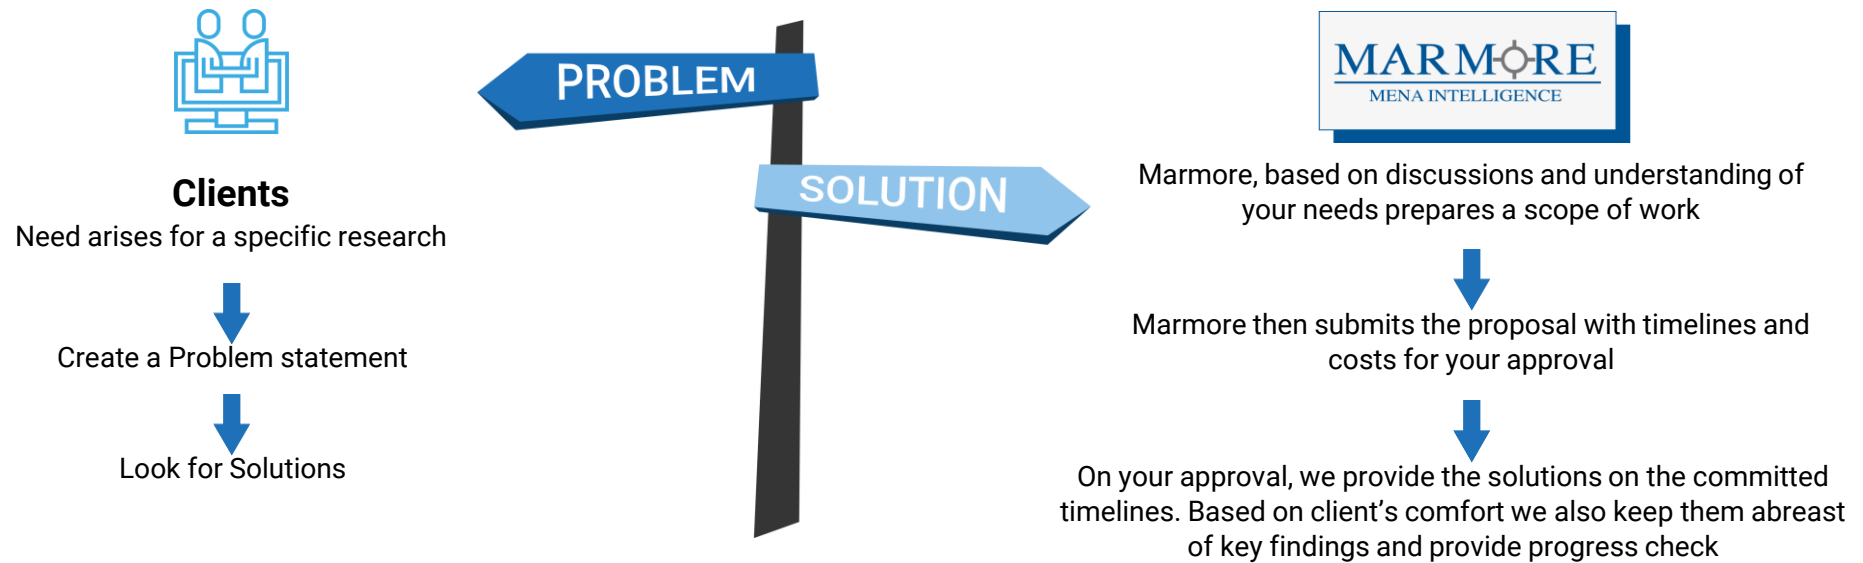 Clients
Need arises for a specific research
Create a Problem statement
Look for Solutions
PROBLEM
SOLUTION
MARMORE
MENA INTELLIGENCE
Marmore, based on discussions and understanding of
your needs prepares a scope of work
Marmore then submits the proposal with timelines and
costs for your approval
On your approval, we provide the solutions on the committed
timelines. Based on client’s comfort we also keep them abreast
of key findings and provide progress check